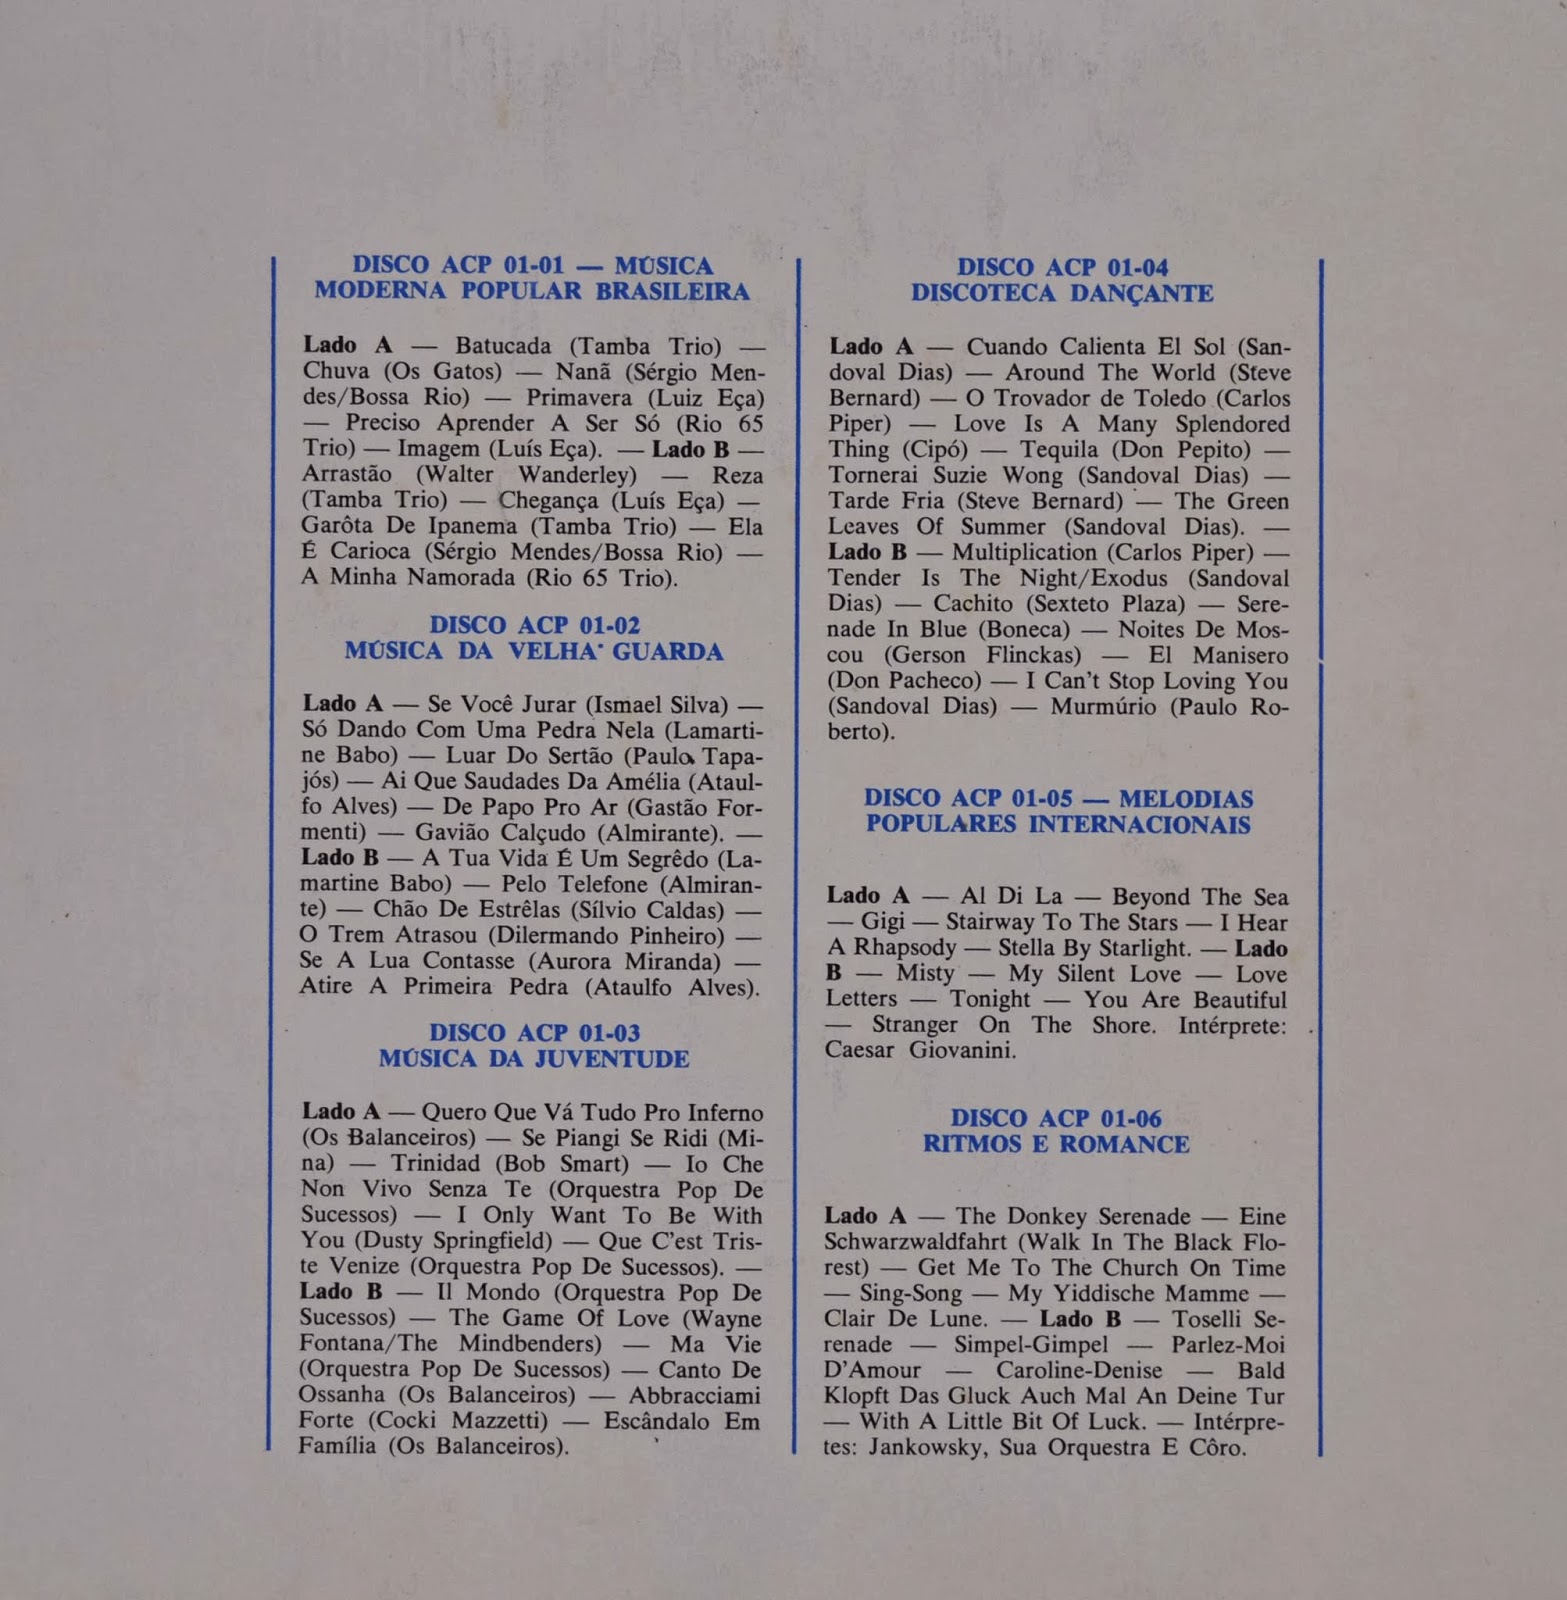 DISCO ACP 01-01 — MÚSICA
MODERNA POPULAR BRASILEIRA
Lado A — Batucada (Tamba Trio) —
Chuva (Os Gatos) — Nanã (Sérgio Men-
des/Bossa Rio) — Primavera (Luiz Eça)
— Preciso Aprender A Ser Só (Rio 65
Trio) — Imagem (Luís Eça). — Lado B —
Arrastão (Walter Wanderley) — Reza
(Tamba Trio) — Chegança (Luís Eça) —
Garôta De Ipanema (Tamba Trio) — Ela
É Carioca (Sérgio Mendes/Bossa Rio) —
A Minha Namorada (Rio 65 Trio).
DISCO ACP 01-02
MÚSICA DA VELHA GUARDA
Lado A — Se Você Jurar (Ismael Silva) —
Só Dando Com Uma Pedra Nela (Lamarti-
ne Babo) — Luar Do Sertão (Paulo Tapa-
jós) — Ai Que Saudades Da Amélia (Ataul-
fo Alves) — De Papo Pro Ar (Gastão For-
menti) — Gavião Calçudo (Almirante). —
Lado B — A Tua Vida É Um Segrêdo (La-
martine Babo) — Pelo Telefone (Almiran-
te) — Chão De Estrêlas (Sílvio Caldas) —
O Trem Atrasou (Dilermando Pinheiro) —
Se A Lua Contasse (Aurora Miranda) —
Atire A Primeira Pedra (Ataulfo Alves).
DISCO ACP 01-03
MÚSICA DA JUVENTUDE
Lado A — Quero Que Vá Tudo Pro Inferno
(Os Balanceiros) — Se Piangi Se Ridi (Mi-
na) — Trinidad (Bob Smart) — Io Che
Non Vivo Senza Te (Orquestra Pop De
Sucessos) — I Only Want To Be With
You (Dusty Springfield) — Que C'est Tris-
te Venize (Orquestra Pop De Sucessos). —
Lado B — Il Mondo (Orquestra Pop De
Sucessos) — The Game Of Love (Wayne
Fontana/The Mindbenders) — Ma Vie
(Orquestra Pop De Sucessos) — Canto De
Ossanha (Os Balanceiros) — Abbracciami
Forte (Cocki Mazzetti) — Escândalo Em
Família (Os Balanceiros).
DISCO ACP 01-04
DISCOTECA DANÇANTE
Lado A — Cuando Calienta El Sol (San-
doval Dias) — Around The World (Steve
Bernard) — O Trovador de Toledo (Carlos
Piper) — Love Is A Many Splendored
Thing (Cipó) — Tequila (Don Pepito) —
Tornerai Suzie Wong (Sandoval Dias) —
Tarde Fria (Steve Bernard) — The Green
Leaves Of Summer (Sandoval Dias). —
Lado B — Multiplication (Carlos Piper) —
Tender Is The Night/Exodus (Sandoval
Dias) — Cachito (Sexteto Plaza) — Sere-
nade In Blue (Boneca) — Noites De Mos-
cou (Gerson Flinckas) — El Manisero
(Don Pacheco) — I Can't Stop Loving You
(Sandoval Dias) — Murmúrio (Paulo Ro-
berto).
DISCO ACP 01-05 — MELODIAS
POPULARES INTERNACIONAIS
Lado A — Al Di La — Beyond The Sea
— Gigi — Stairway To The Stars — I Hear
A Rhapsody — Stella By Starlight. — Lado
B — Misty — My Silent Love — Love
Letters — Tonight — You Are Beautiful
— Stranger On The Shore. Intérprete:
Caesar Giovanini.
DISCO ACP 01-06
RITMOS E ROMANCE
Lado A — The Donkey Serenade — Eine
Schwarzwaldfahrt (Walk In The Black Flo-
rest) — Get Me To The Church On Time
— Sing-Song — My Yiddische Mamme —
Clair De Lune. — Lado B — Toselli Se-
renade — Simpel-Gimpel — Parlez-Moi
D'Amour — Caroline-Denise — Bald
Klopft Das Gluck Auch Mal An Deine Tur
— With A Little Bit Of Luck. — Intérpre-
tes: Jankowsky, Sua Orquestra E Côro.